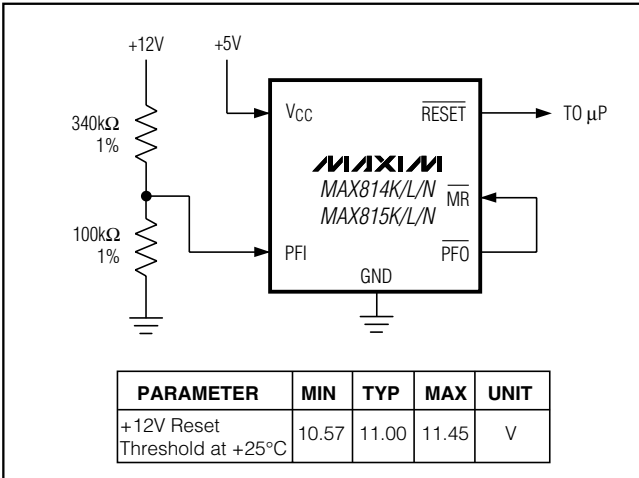 +12V +5V
340kΩ
1%
100kΩ
1%
VCC
RESET
TO μP
MAXIM
MAX814K/L/N
MAX815K/L/N
MR
PFI
PFO
GND
PARAMETER MIN TYP MAX UNIT
+12V Reset
Threshold at +25°C 10.57 11.00 11.45 V